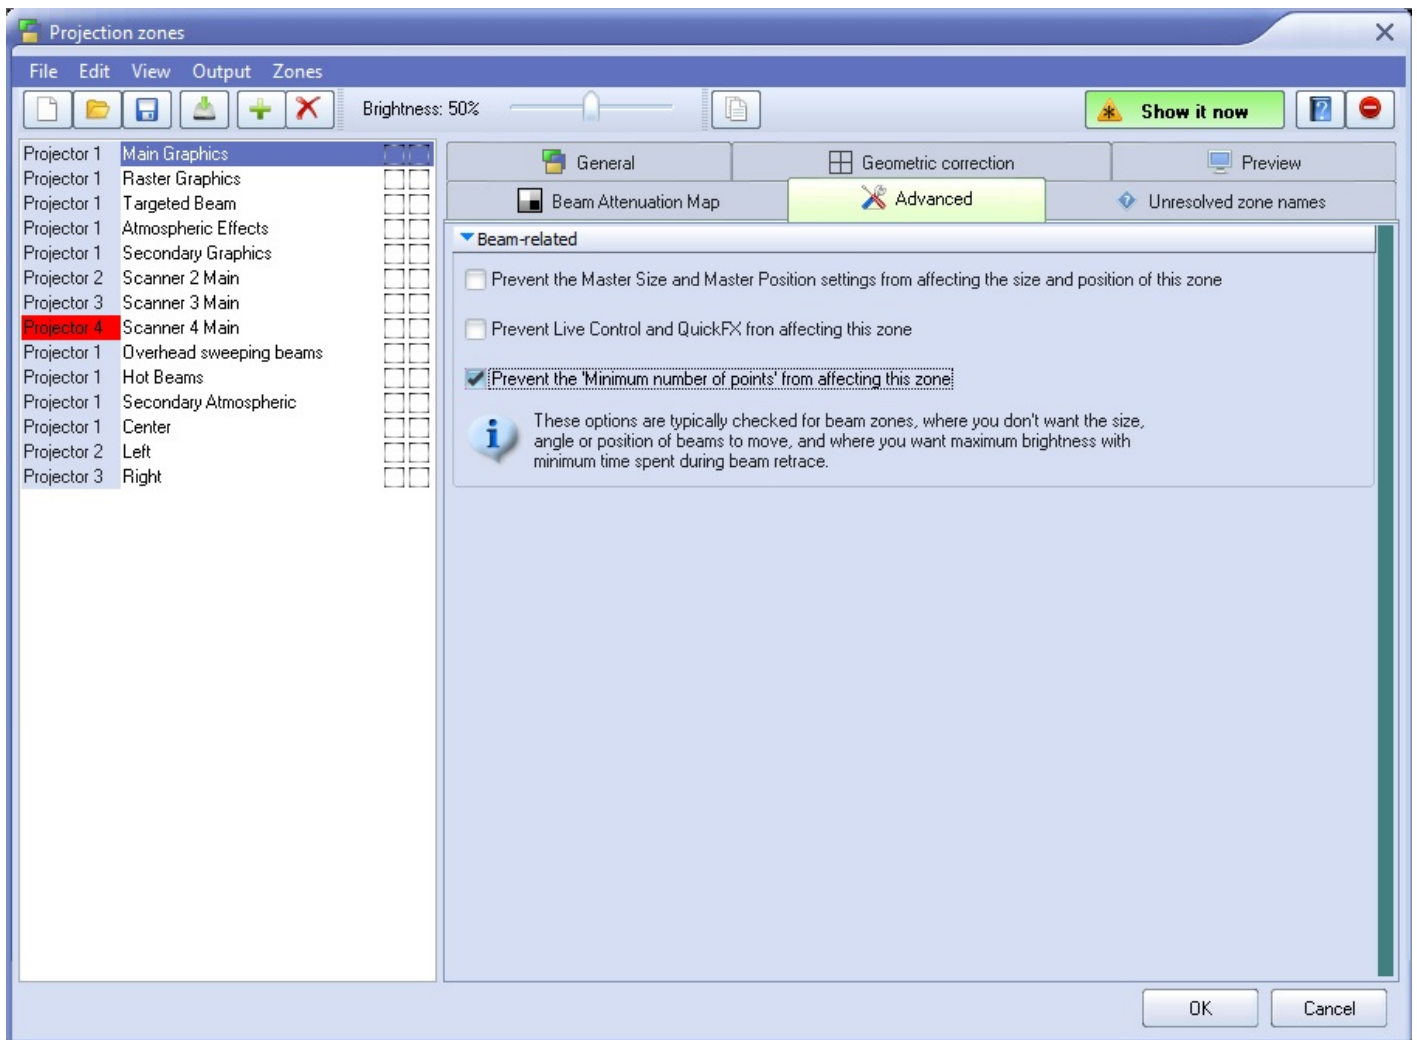 Projection zones
File Edit View Output Zones
Brightness: 50%
Show it now
Projector 1 Main Graphics
Projector 1 Raster Graphics
Projector 1 Targeted Beam
Projector 1 Atmospheric Effects
Projector 1 Secondary Graphics
Projector 2 Scanner 2 Main
Projector 3 Scanner 3 Main
Projector 4 Scanner 4 Main
Projector 1 Overhead sweeping beams
Projector 1 Hot Beams
Projector 1 Secondary Atmospheric
Projector 1 Center
Projector 2 Left
Projector 3 Right
General
Geometric correction
Preview
Beam Attenuation Map
Advanced
Unresolved zone names
Beam-related
Prevent the Master Size and Master Position settings from affecting the size and position of this zone
Prevent Live Control and QuickFX fron affecting this zone
Prevent the 'Minimum number of points' from affecting this zone
These options are typically checked for beam zones, where you don't want the size,
angle or position of beams to move, and where you want maximum brightness with
minimum time spent during beam retrace.
OK
Cancel